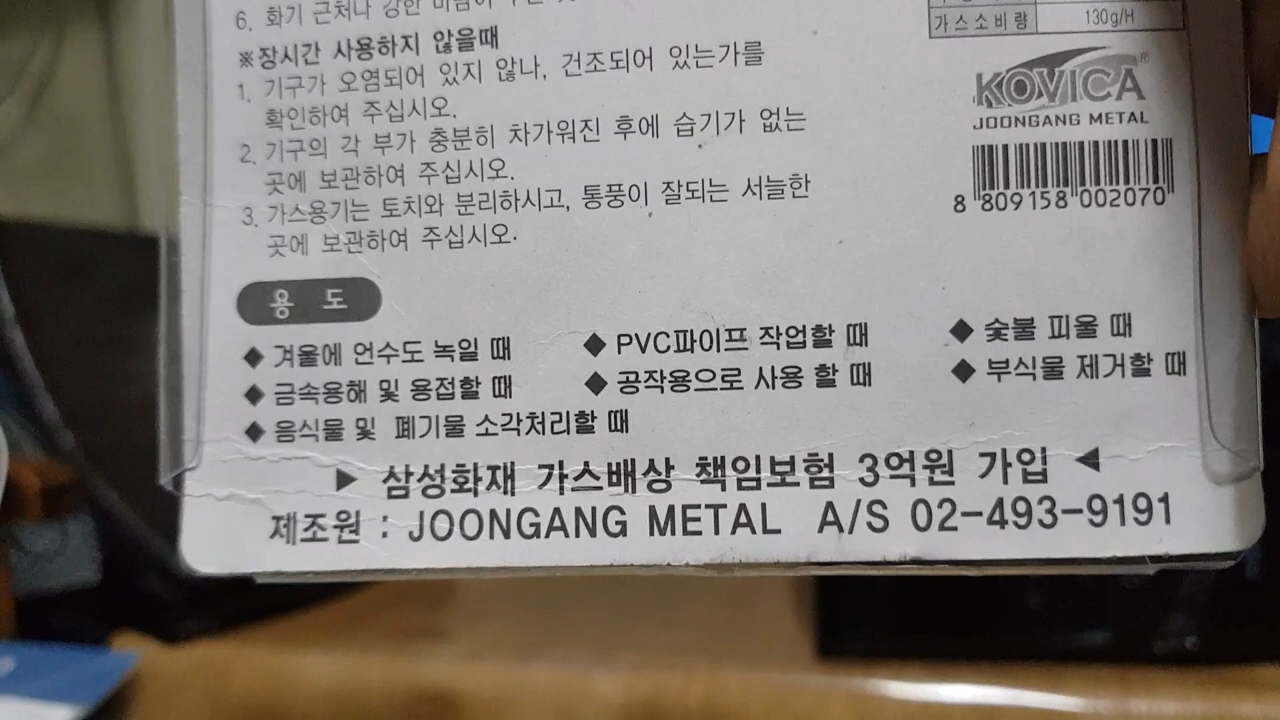 6. 화기 근처나 강한
※장시간 사용하지 않을때
1. 기구가 오염되어 있지 않나, 건조되어 있는가를
확인하여 주십시오.
2. 기구의 각 부가 충분히 차가워진 후에 습기가 없는
곳에 보관하여 주십시오.
3. 가스용기는 토치와 분리하시고, 통풍이 잘되는 서늘한
곳에 보관하여 주십시오.
가스소비량 130g/H
KOVICA®
JOONGANG METAL
8 809158 002070
용 도
◆ 겨울에 언수도 녹일 때 ◆ PVC파이프 작업할 때 ◆ 숯불 피울 때
◆ 금속용해 및 용접할 때 ◆ 공작용으로 사용 할 때 ◆ 부식물 제거할 때
◆ 음식물 및 폐기물 소각처리할 때
▶ 삼성화재 가스배상 책임보험 3억원 가입 ◀
제조원 : JOONGANG METAL A/S 02-493-9191